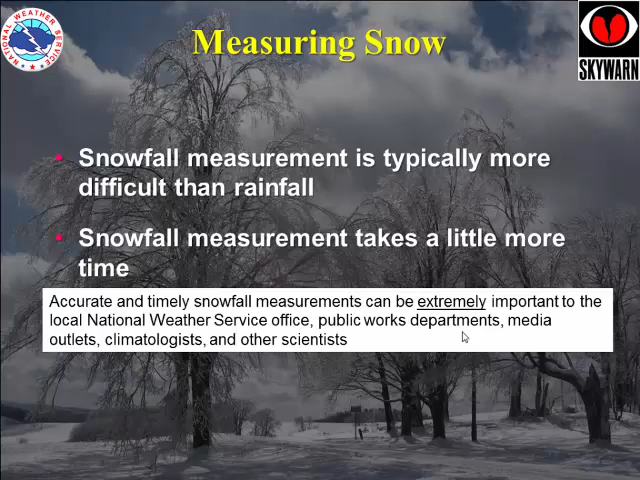 NATIONAL WEATHER SERVICE
Measuring Snow
SKYWARN
• Snowfall measurement is typically more
difficult than rainfall
• Snowfall measurement takes a little more
time
Accurate and timely snowfall measurements can be extremely important to the
local National Weather Service office, public works departments, media
outlets, climatologists, and other scientists